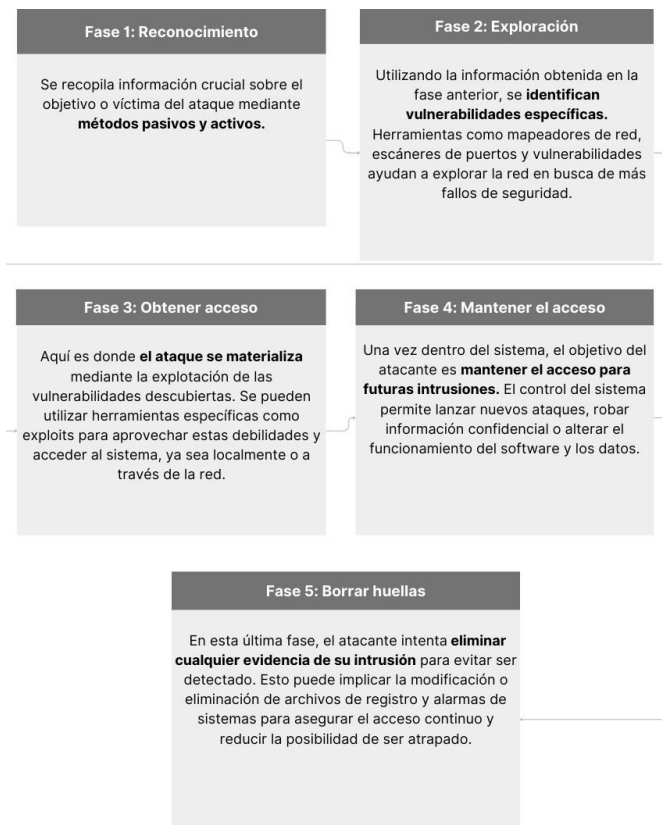 Fase 1: Reconocimiento
Se recopila información crucial sobre el
objetivo o víctima del ataque mediante
métodos pasivos y activos.
Fase 2: Exploración
Utilizando la información obtenida en la
fase anterior, se identifican
vulnerabilidades específicas.
Herramientas como mapeadores de red,
escáneres de puertos y vulnerabilidades
ayudan a explorar la red en busca de más
fallos de seguridad.
Fase 3: Obtener acceso
Aquí es donde el ataque se materializa
mediante la explotación de las
vulnerabilidades descubiertas. Se pueden
utilizar herramientas específicas como
exploits para aprovechar estas debilidades y
acceder al sistema, ya sea localmente o a
través de la red.
Fase 4: Mantener el acceso
Una vez dentro del sistema, el objetivo del
atacante es mantener el acceso para
futuras intrusiones. El control del sistema
permite lanzar nuevos ataques, robar
información confidencial o alterar el
funcionamiento del software y los datos.
Fase 5: Borrar huellas
En esta última fase, el atacante intenta eliminar
cualquier evidencia de su intrusión para evitar ser
detectado. Esto puede implicar la modificación o
eliminación de archivos de registro y alarmas de
sistemas para asegurar el acceso continuo y
reducir la posibilidad de ser atrapado.